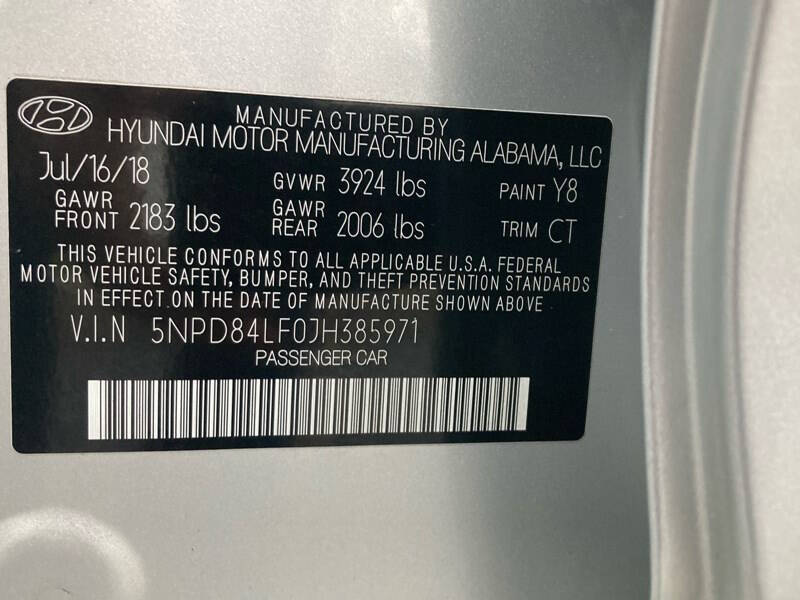 MANUFACTURED BY
HYUNDAI MOTOR MANUFACTURING ALABAMA, LLC
Jul/16/18 GVWR 3924 lbs PAINT Y8
GAWR FRONT 2183 lbs GAWR REAR 2006 lbs TRIM CT
THIS VEHICLE CONFORMS TO ALL APPLICABLE U.S.A. FEDERAL
MOTOR VEHICLE SAFETY, BUMPER, AND THEFT PREVENTION STANDARDS
IN EFFECT ON THE DATE OF MANUFACTURE SHOWN ABOVE
V.I.N 5NPD84LF0JH385971
PASSENGER CAR